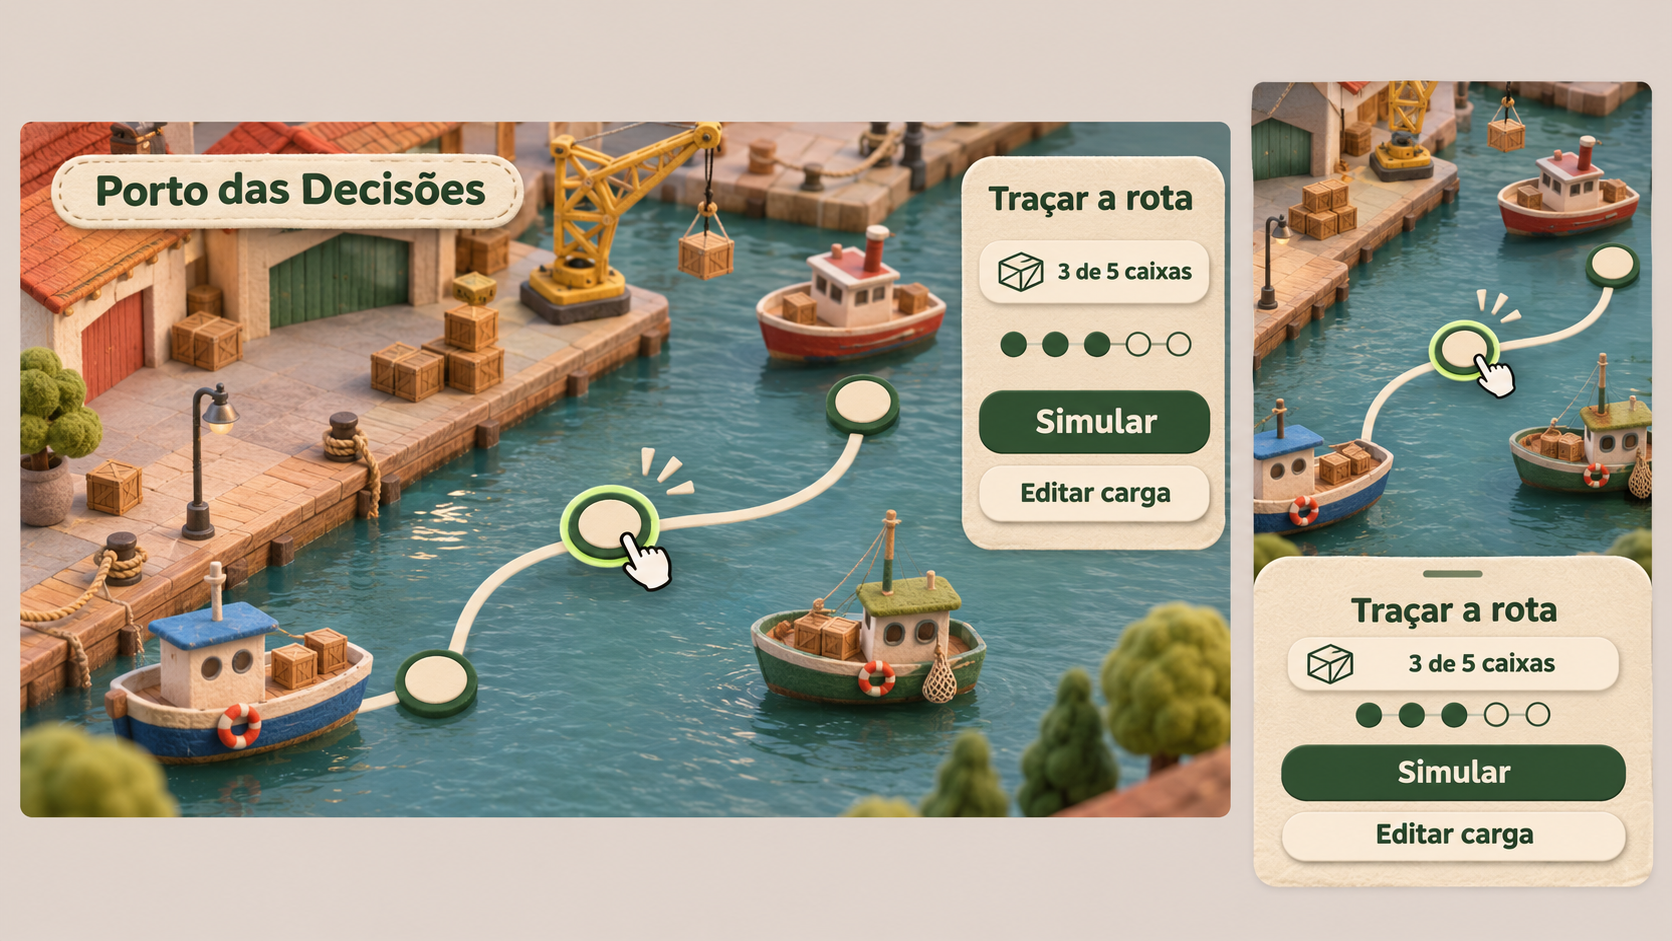 Porto das Decisões
Traçar a rota
3 de 5 caixas
Simular
Editar carga
Traçar a rota
3 de 5 caixas
Simular
Editar carga